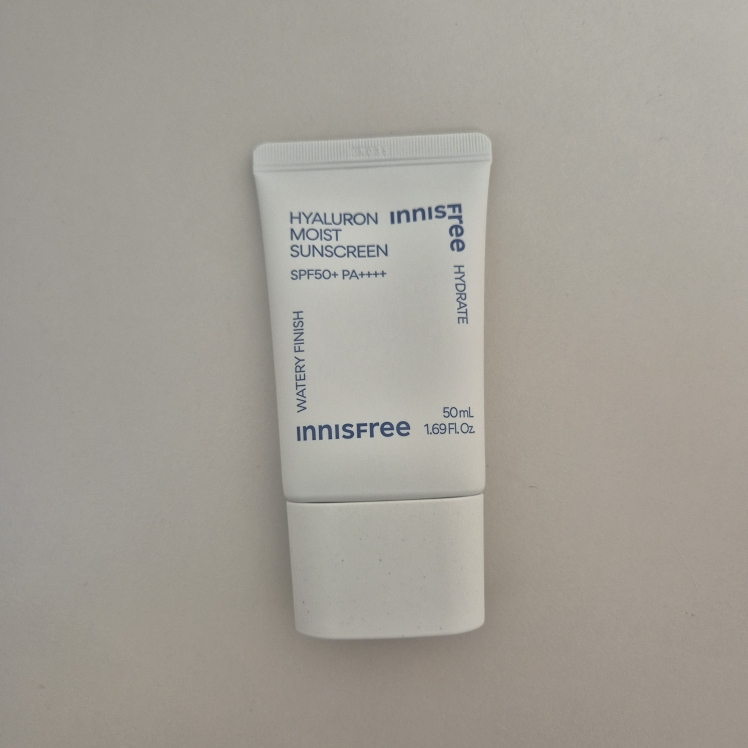 HYALURON
MOIST
SUNSCREEN
SPF50+ PA++++
innisfree
HYDRATE
WATERY FINISH
innisfree
50mL
1.69 Fl. Oz.